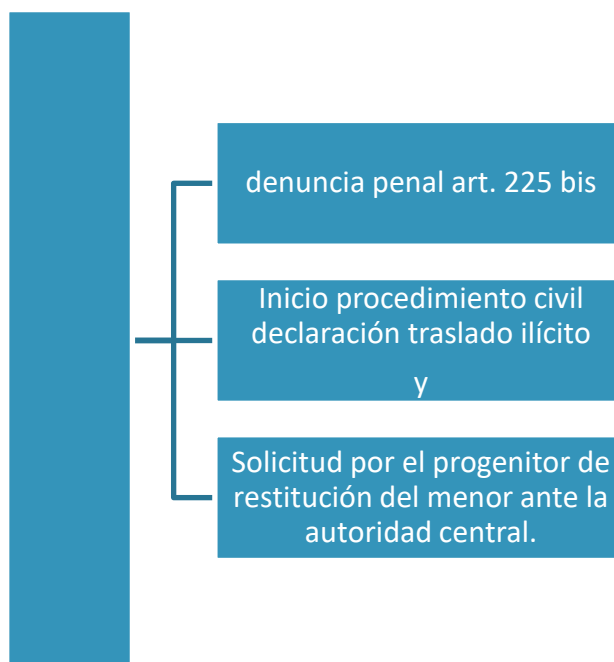 denuncia penal art. 225 bis
Inicio procedimiento civil
declaración traslado ilícito
y
Solicitud por el progenitor de
restitución del menor ante la
autoridad central.